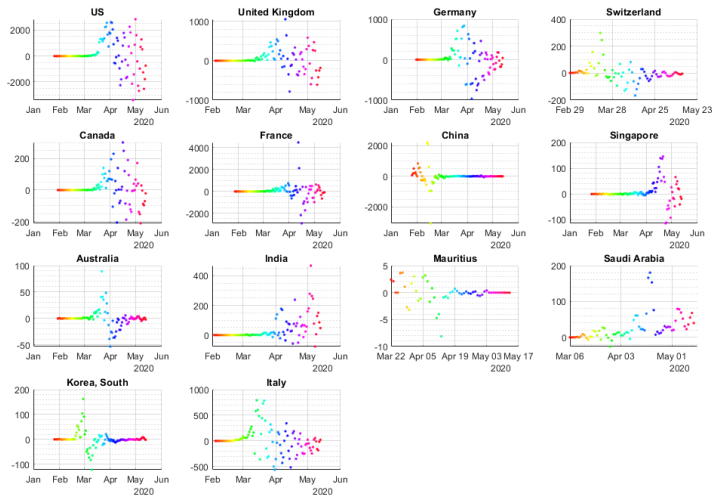 US
2000
0
-2000
Jan Feb Mar Apr May Jun
2020
United Kingdom
1000
0
-1000
Jan Feb Mar Apr May Jun
2020
Germany
1000
0
-1000
Jan Feb Mar Apr May Jun
2020
Switzerland
400
200
0
-200
Feb 29 Mar 28 Apr 25 May 23
2020
Canada
200
0
-200
Jan Feb Mar Apr May Jun
2020
France
4000
2000
0
-2000
Jan Feb Mar Apr May Jun
2020
China
2000
0
-2000
Jan Feb Mar Apr May Jun
2020
Singapore
200
100
0
-100
Jan Feb Mar Apr May Jun
2020
Australia
100
50
0
-50
Jan Feb Mar Apr May Jun
2020
India
400
200
0
Jan Feb Mar Apr May Jun
2020
Mauritius
5
0
-5
-10
Mar 22 Apr 05 Apr 19 May 03 May 17
2020
Saudi Arabia
200
100
0
Mar 06 Apr 03 May 01
2020
Korea, South
200
100
0
-100
Jan Feb Mar Apr May Jun
2020
Italy
1000
500
0
-500
Jan Feb Mar Apr May Jun
2020